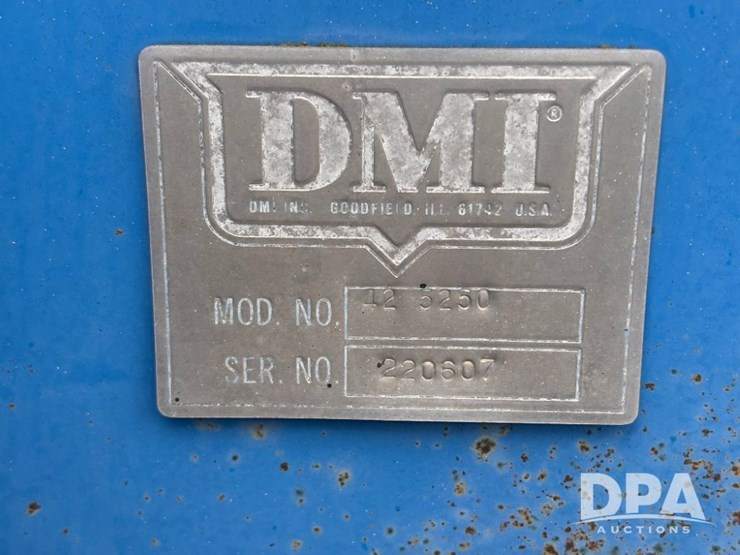 DMI®
DMI INC. GOODFIELD, ILL. 61742 U.S.A.
MOD. NO. 42 5250
SER. NO. 220607
DPA
AUCTIONS